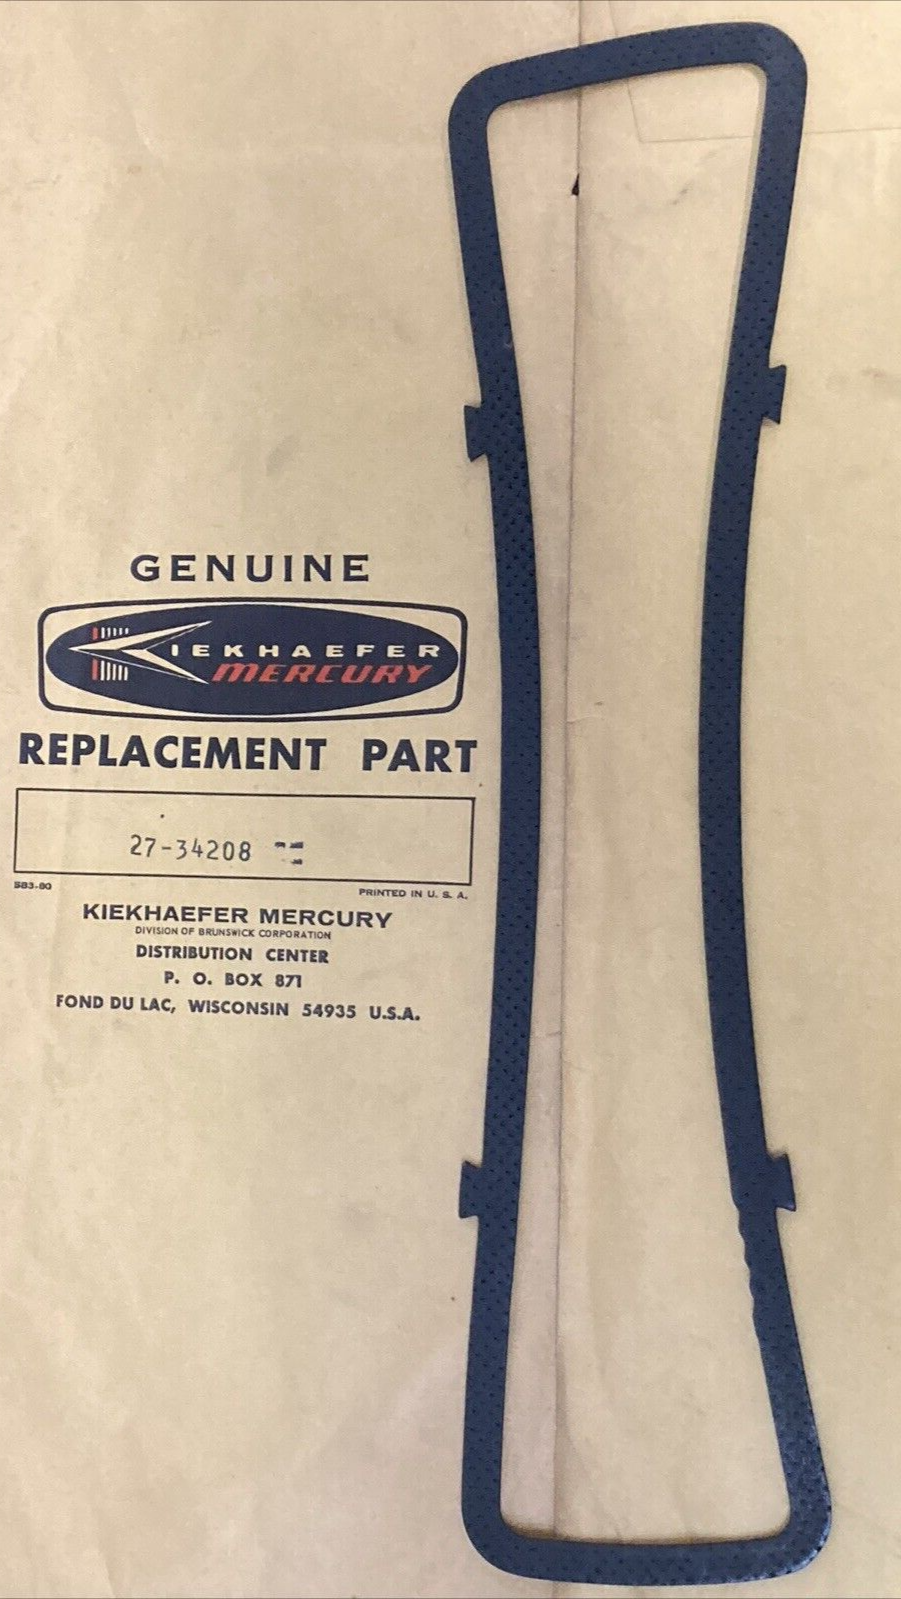 GENUINE
KIEKHAEFER
MERCURY
REPLACEMENT PART
27-34208
583-80
PRINTED IN U. S. A.
KIEKHAEFER MERCURY
DIVISION OF BRUNSWICK CORPORATION
DISTRIBUTION CENTER
P. O. BOX 871
FOND DU LAC, WISCONSIN 54935 U.S.A.